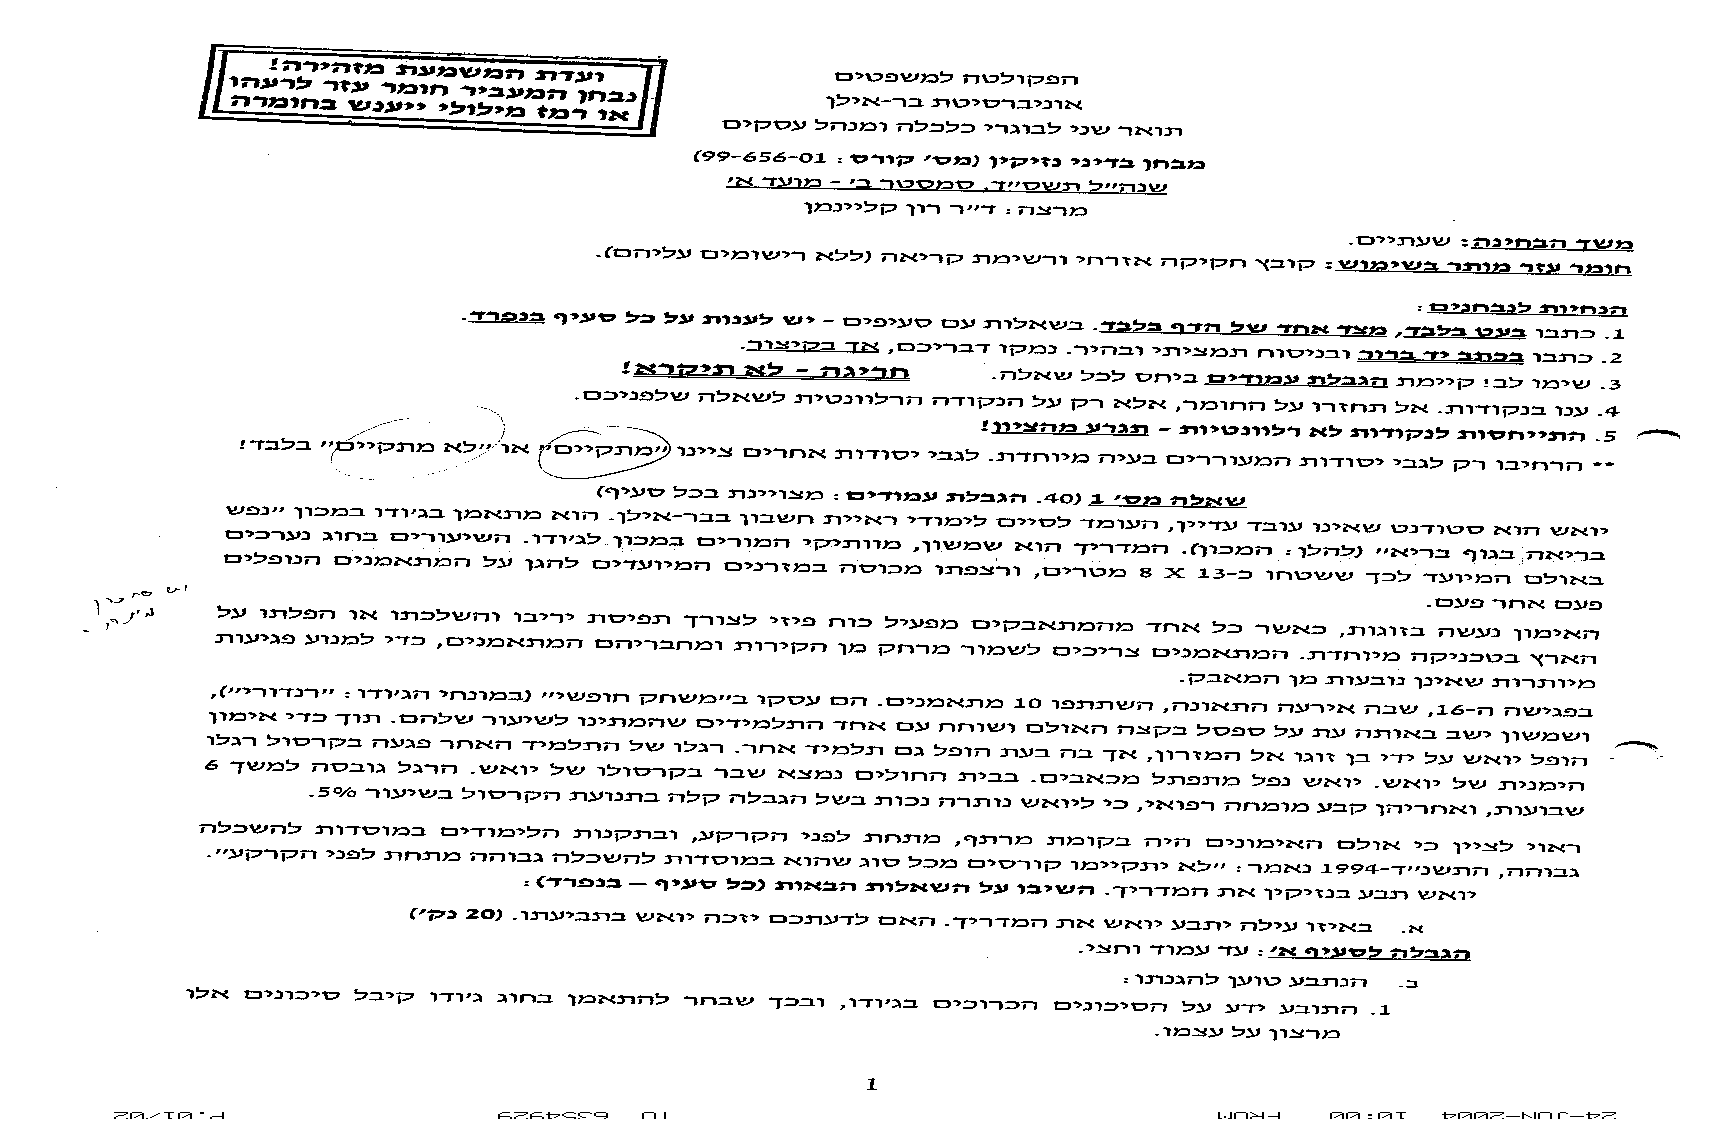 ועדת המשמעת מזהירה!
נבחן המעביר חומר עזר לרעהו
או רמז מילולי ייענש בחומרה
הפקולטה למשפטים
אוניברסיטת בר-אילן
תואר שני לבוגרי כלכלה ומנהל עסקים
מבחן בדיני נזיקין (מס' קורס: 99-656-01)
שנה"ל תשס"ד, סמסטר ב' - מועד א'
מרצה: ד"ר רון קליינמן
משך הבחינה: שעתיים.
חומר עזר מותר בשימוש: קובץ חקיקה אזרחי ורשימת קריאה (ללא רישומים עליהם).
הנחיות לנבחנים:
1. כתבו בעט בלבד, מצד אחד של הדף בלבד. בשאלות עם סעיפים - יש לענות על כל סעיף בנפרד.
2. כתבו בכתב יד ברור ובניסוח תמציתי ובהיר. נמקו דבריכם, אך בקיצור.
3. שימו לב! קיימת הגבלת עמודים ביחס לכל שאלה. חריגה - לא תיקרא!
4. ענו בנקודות. אל תחזרו על החומר, אלא רק על הנקודה הרלוונטית לשאלה שלפניכם.
5. התייחסות לנקודות לא רלוונטיות - תגרע מהציון!
** הרחיבו רק לגבי יסודות המעוררים בעיה מיוחדת. לגבי יסודות אחרים ציינו "מתקיים" או "לא מתקיים" בלבד!
שאלה מס' 1 (40. הגבלת עמודים: מצויינת בכל סעיף)
יואש הוא סטודנט שאינו עובד עדיין, העומד לסיים לימודי ראיית חשבון בבר-אילן. הוא מתאמן בג'ודו במכון "נפש
בריאה בגוף בריא" (להלן: המכון). המדריך הוא שמשון, מוותיקי המורים במכון לג'ודו. השיעורים בחוג נערכים
באולם המיועד לכך ששטחו כ-13 X 8 מטרים, ורצפתו מכוסה במזרנים המיועדים להגן על המתאמנים הנופלים
פעם אחר פעם.
האימון נעשה בזוגות, כאשר כל אחד מהמתאבקים מפעיל כוח פיזי לצורך תפיסת יריבו והשלכתו או הפלתו על
הארץ בטכניקה מיוחדת. המתאמנים צריכים לשמור מרחק מן הקירות ומחבריהם המתאמנים, כדי למנוע פגיעות
מיותרות שאינן נובעות מן המאבק.
בפגישה ה-16, שבה אירעה התאונה, השתתפו 10 מתאמנים. הם עסקו ב"משחק חופשי" (במונחי הג'ודו: "רנדורי"),
ושמשון ישב באותה עת על ספסל בקצה האולם ושוחח עם אחד התלמידים שהמתינו לשיעור שלהם. תוך כדי אימון
הופל יואש על ידי בן זוגו אל המזרון, אך בה בעת הופל גם תלמיד אחר. רגלו של התלמיד האחר פגעה בקרסול רגלו
הימנית של יואש. יואש נפל מתפתל מכאבים. בבית החולים נמצא שבר בקרסולו של יואש. הרגל גובסה למשך 6
שבועות, ואחריהן קבע מומחה רפואי, כי ליואש נותרה נכות בשל הגבלה קלה בתנועת הקרסול בשיעור 5%.
ראוי לציין כי אולם האימונים היה בקומת מרתף, מתחת לפני הקרקע, ובתקנות הלימודים במוסדות להשכלה
גבוהה, התשנ"ד-1994 נאמר: "לא יתקיימו קורסים מכל סוג שהוא במוסדות להשכלה גבוהה מתחת לפני הקרקע".
יואש תבע בנזיקין את המדריך. השיבו על השאלות הבאות (כל סעיף – בנפרד):
א. באיזו עילה יתבע יואש את המדריך. האם לדעתכם יזכה יואש בתביעתו. (20 נק')
הגבלה לסעיף א': עד עמוד וחצי.
ב. הנתבע טוען להגנתו:
1. התובע ידע על הסיכונים הכרוכים בג'ודו, ובכך שבחר להתאמן בחוג ג'ודו קיבל סיכונים אלו
מרצון על עצמו.
1
24-JUN-2004 10:00 FROM TO 6354929 P.01/02